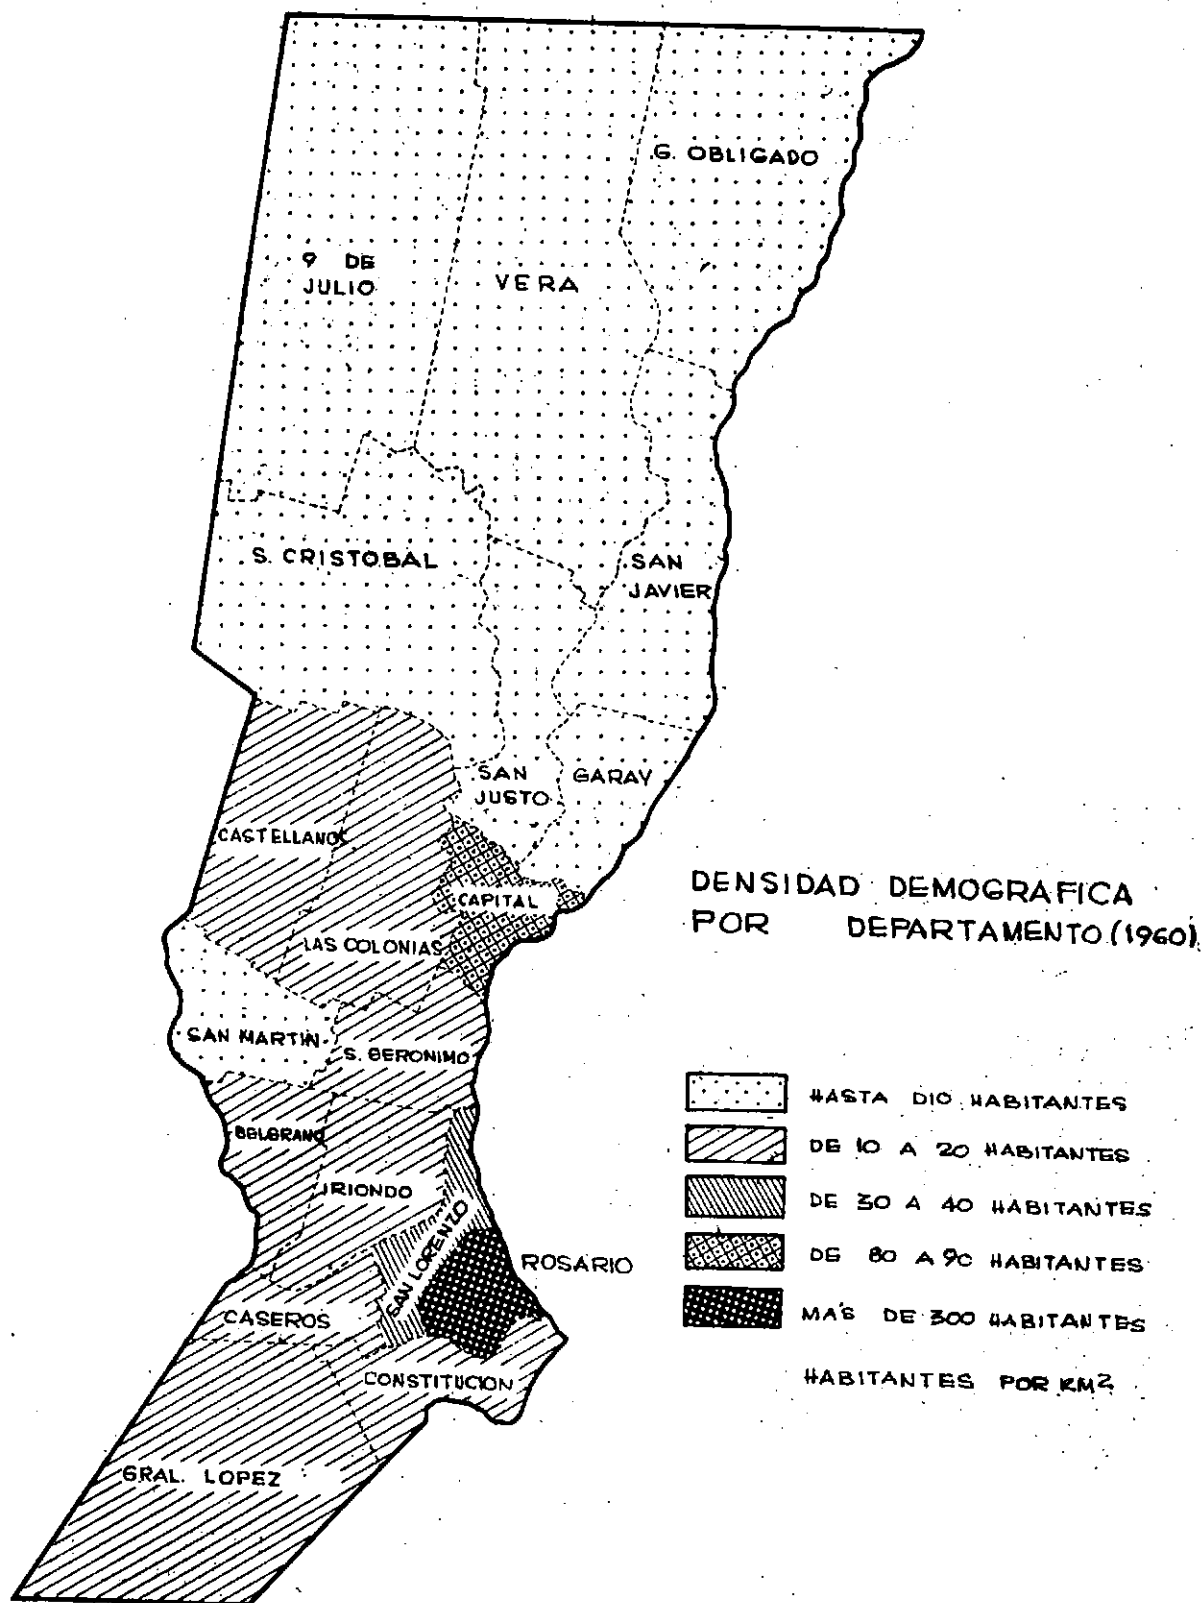 G. OBLIGADO
9 DE
JULIO
VERA
S. CRISTOBAL
SAN
JAVIER
SAN
JUSTO
GARAY
CASTELLANOS
CAPITAL
LAS COLONIAS
SAN MARTIN
S. GERONIMO
BELGRANO
IRIONDO
SAN LORENZO
ROSARIO
CASEROS
CONSTITUCION
GRAL. LOPEZ
DENSIDAD DEMOGRAFICA
POR DEPARTAMENTO (1960)
HASTA D10 HABITANTES
DE 10 A 20 HABITANTES
DE 30 A 40 HABITANTES
DE 80 A 90 HABITANTES
MAS DE 300 HABITANTES
HABITANTES POR KM2